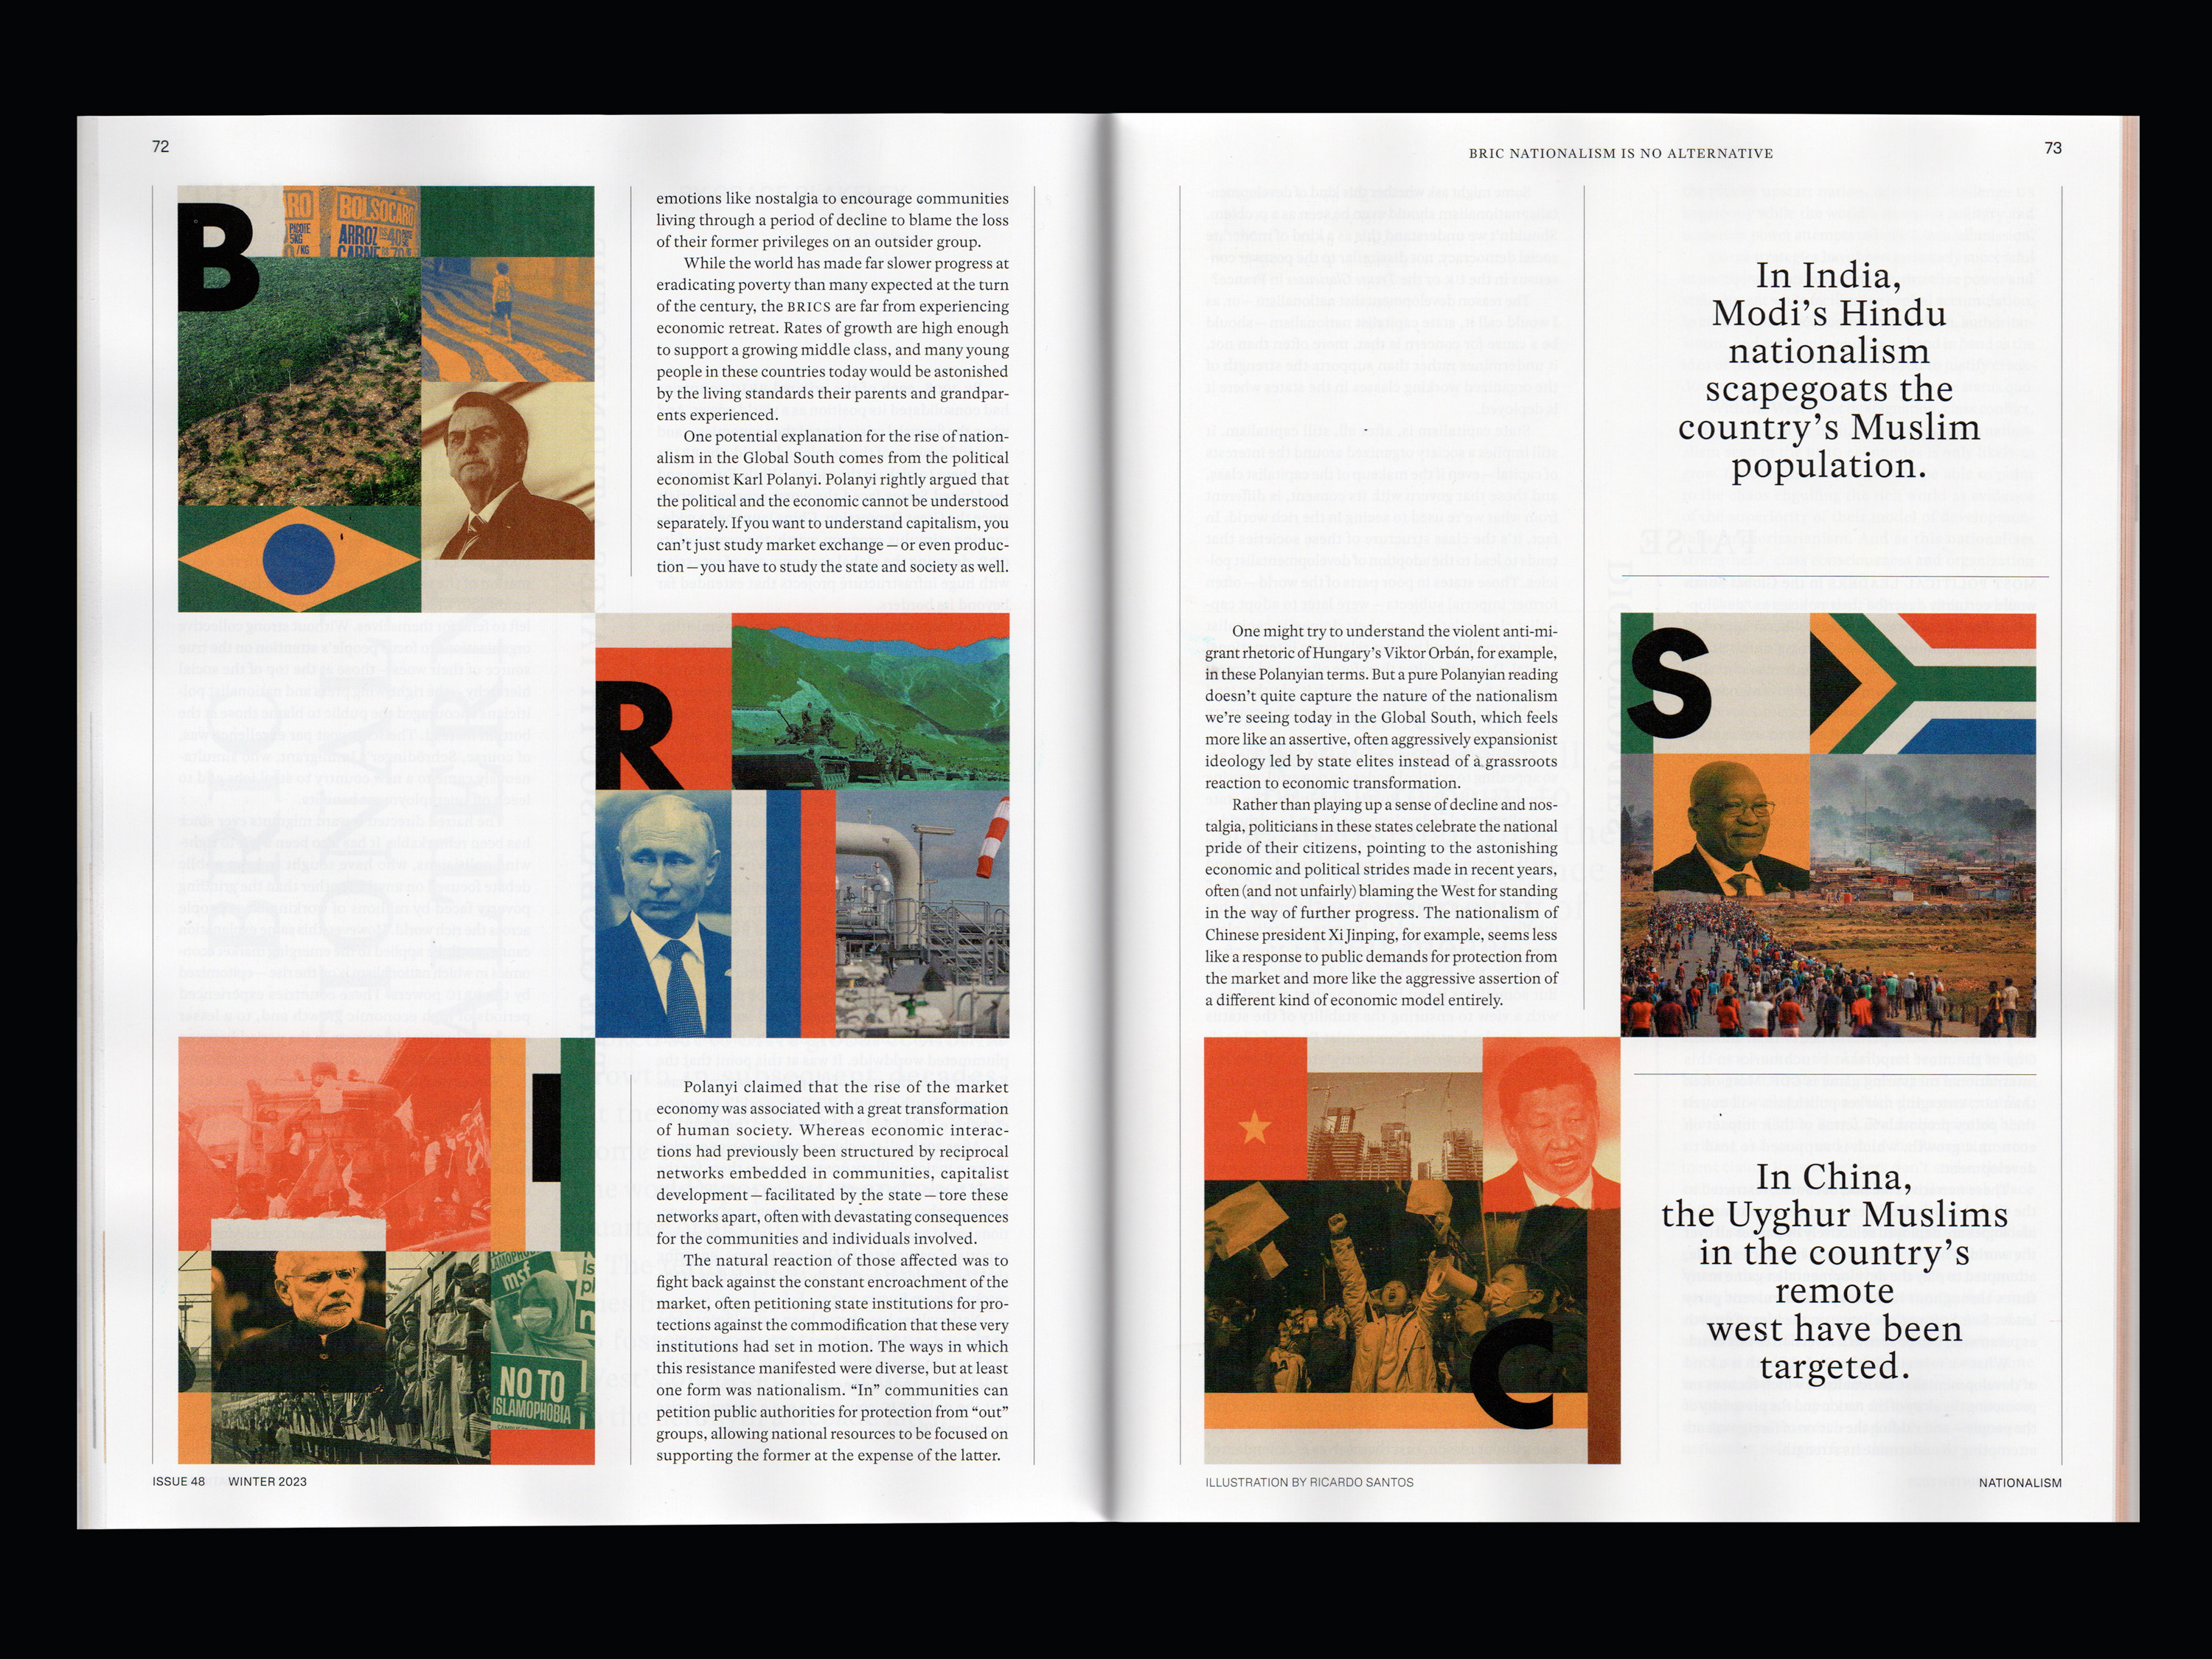 72
B
RO
BOLSOCARO
PACOTE
5KG
/KG
ARROZ
40
CARNE
emotions like nostalgia to encourage communities
living through a period of decline to blame the loss
of their former privileges on an outsider group.
While the world has made far slower progress at
eradicating poverty than many expected at the turn
of the century, the BRICS are far from experiencing
economic retreat. Rates of growth are high enough
to support a growing middle class, and many young
people in these countries today would be astonished
by the living standards their parents and grandpar-
ents experienced.
One potential explanation for the rise of nation-
alism in the Global South comes from the political
economist Karl Polanyi. Polanyi rightly argued that
the political and the economic cannot be understood
separately. If you want to understand capitalism, you
can’t just study market exchange — or even produc-
tion — you have to study the state and society as well.
R
I
msf
NO TO
ISLAMOPHOBIA
Polanyi claimed that the rise of the market
economy was associated with a great transformation
of human society. Whereas economic interac-
tions had previously been structured by reciprocal
networks embedded in communities, capitalist
development — facilitated by the state — tore these
networks apart, often with devastating consequences
for the communities and individuals involved.
The natural reaction of those affected was to
fight back against the constant encroachment of the
market, often petitioning state institutions for pro-
tections against the commodification that these very
institutions had set in motion. The ways in which
this resistance manifested were diverse, but at least
one form was nationalism. “In” communities can
petition public authorities for protection from “out”
groups, allowing national resources to be focused on
supporting the former at the expense of the latter.
ISSUE 48 WINTER 2023
BRIC NATIONALISM IS NO ALTERNATIVE
73
In India,
Modi’s Hindu
nationalism
scapegoats the
country’s Muslim
population.
One might try to understand the violent anti-mi-
grant rhetoric of Hungary’s Viktor Orbán, for example,
in these Polanyian terms. But a pure Polanyian reading
doesn’t quite capture the nature of the nationalism
we’re seeing today in the Global South, which feels
more like an assertive, often aggressively expansionist
ideology led by state elites instead of a grassroots
reaction to economic transformation.
Rather than playing up a sense of decline and nos-
talgia, politicians in these states celebrate the national
pride of their citizens, pointing to the astonishing
economic and political strides made in recent years,
often (and not unfairly) blaming the West for standing
in the way of further progress. The nationalism of
Chinese president Xi Jinping, for example, seems less
like a response to public demands for protection from
the market and more like the aggressive assertion of
a different kind of economic model entirely.
S
C
In China,
the Uyghur Muslims
in the country’s
remote
west have been
targeted.
ILLUSTRATION BY RICARDO SANTOS
NATIONALISM